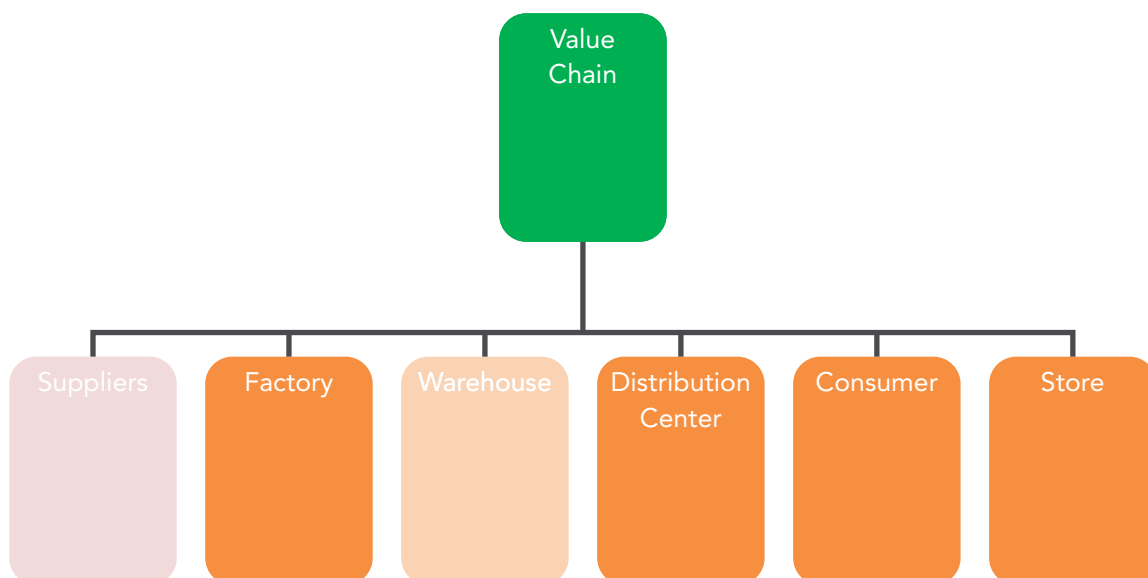 Value
Chain
Suppliers
Factory
Warehouse
Distribution
Center
Consumer
Store